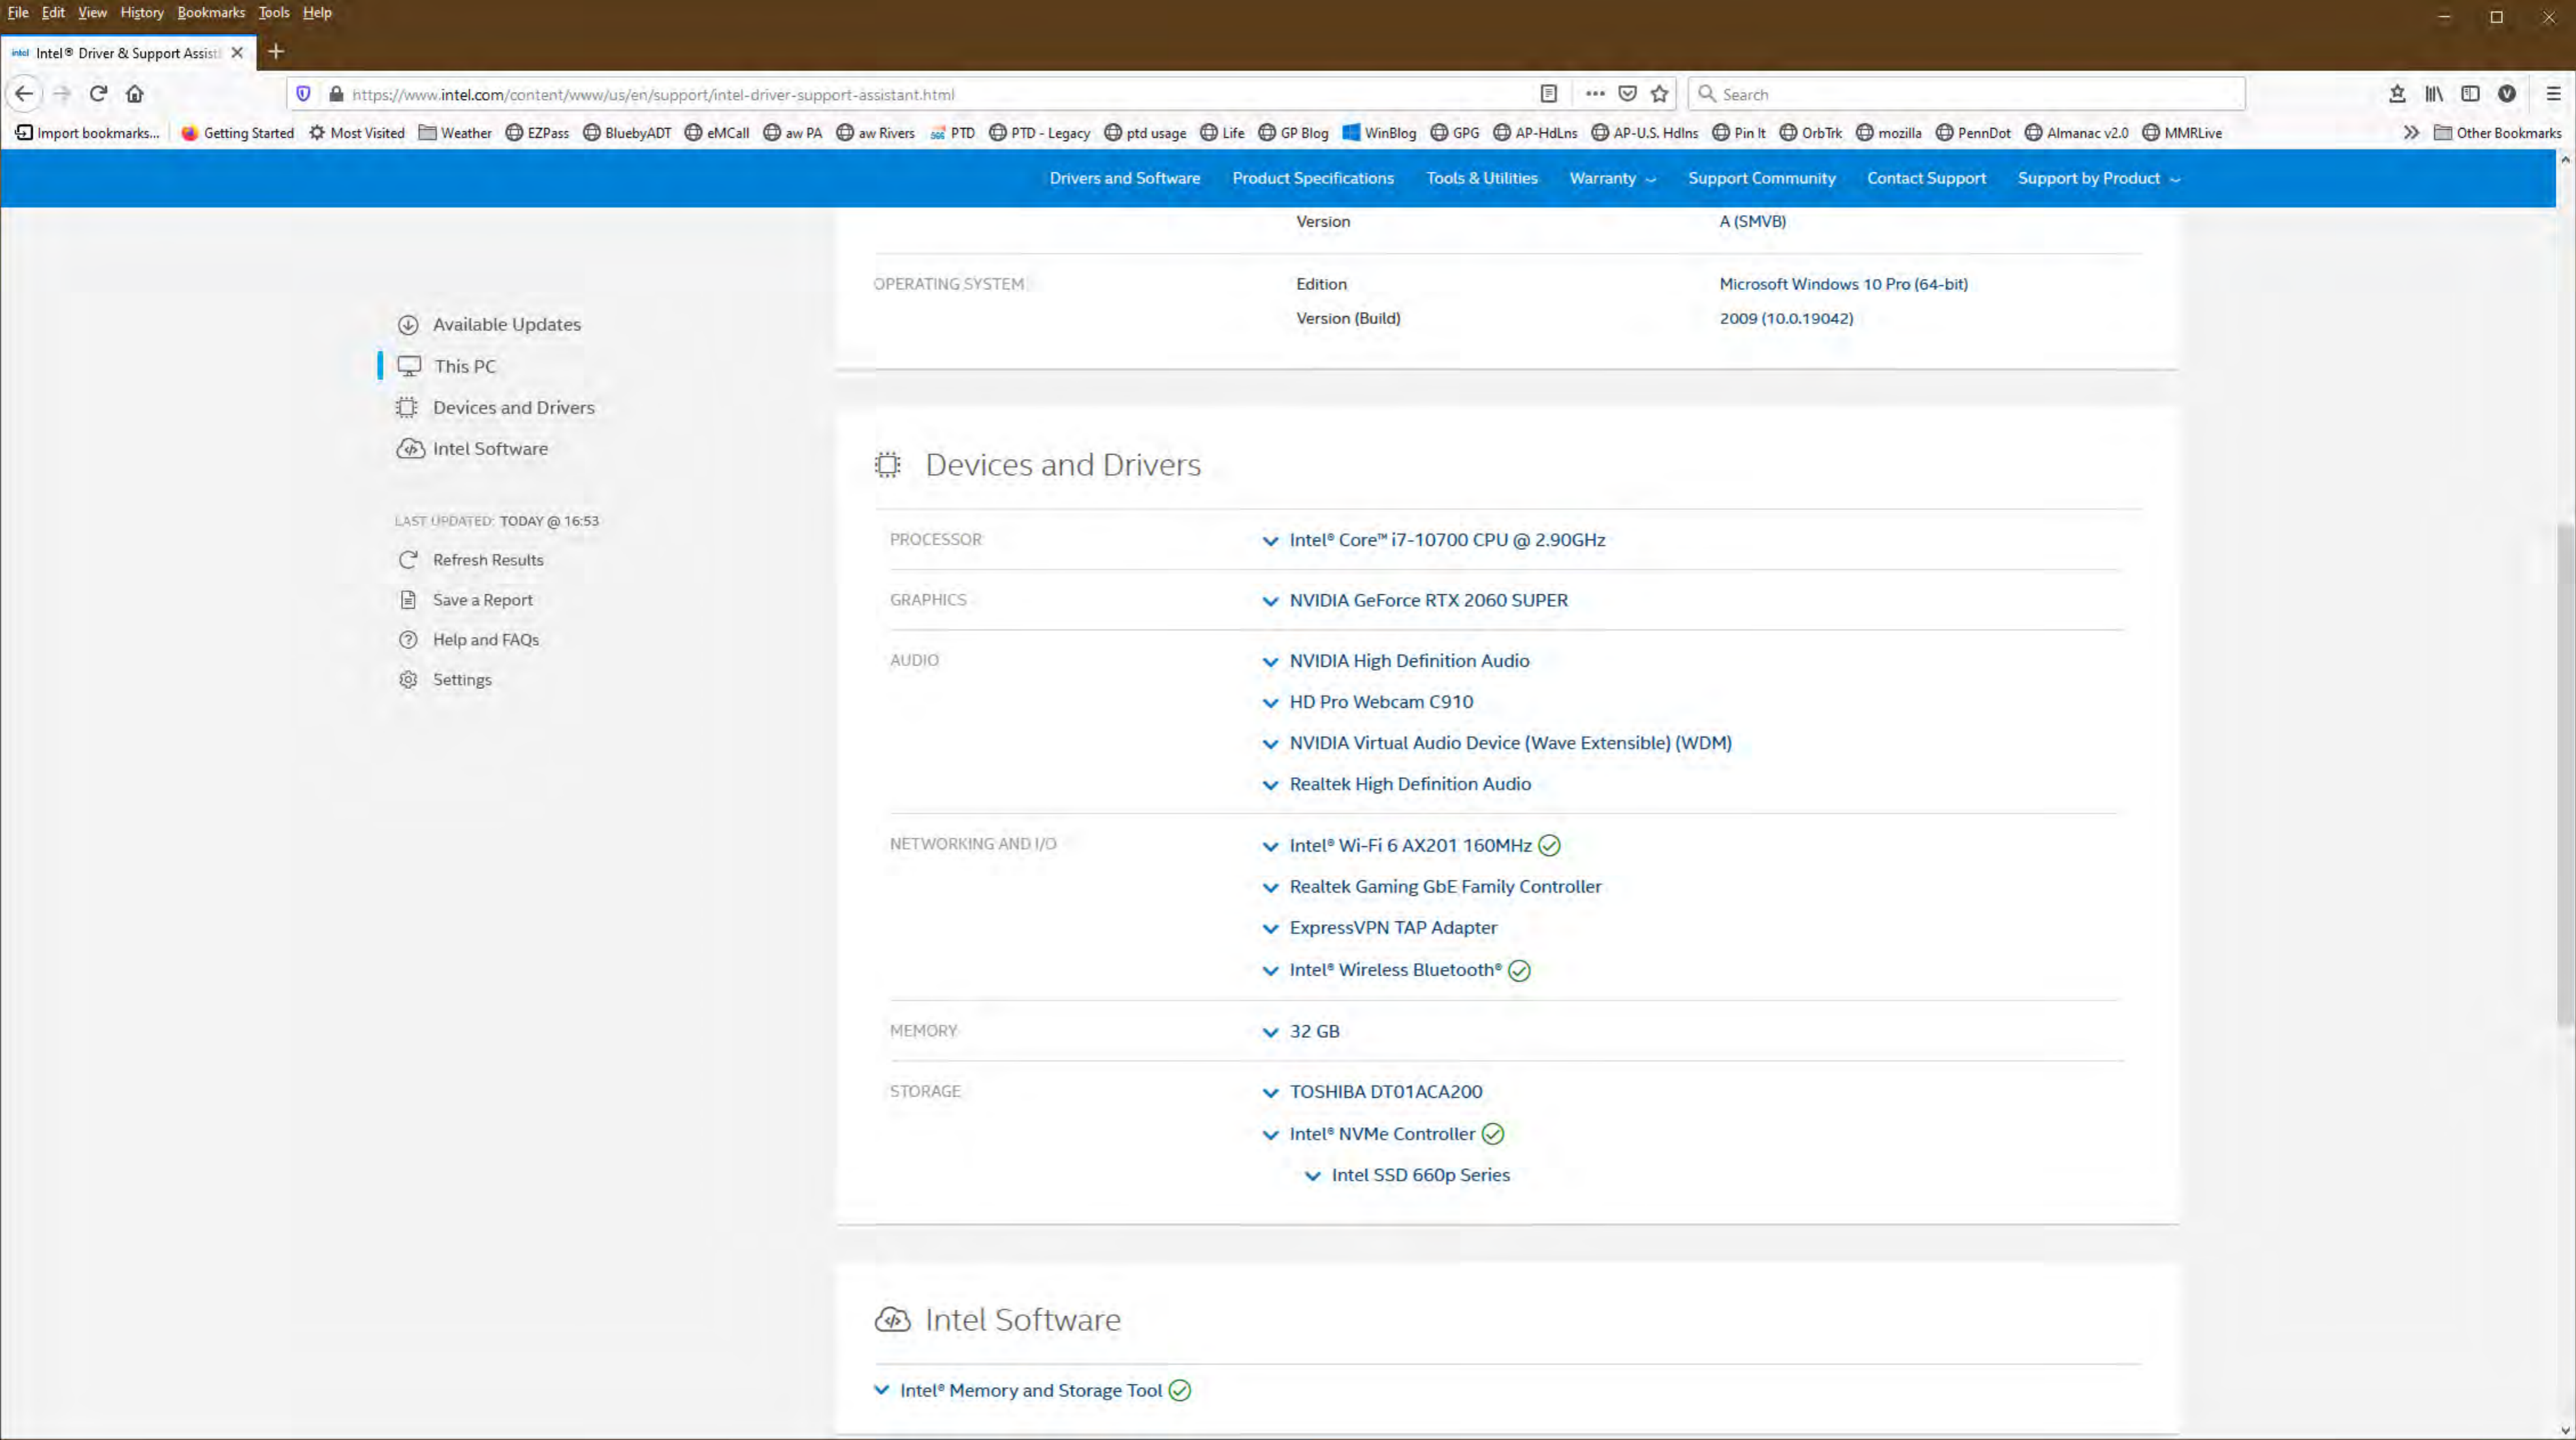 File Edit View History Bookmarks Tools Help
intel Intel® Driver & Support Assist
https://www.intel.com/content/www/us/en/support/intel-driver-support-assistant.html
Search
Import bookmarks... Getting Started Most Visited Weather EZPass BluebyADT eMCall aw PA aw Rivers PTD PTD - Legacy ptd usage Life GP Blog WinBlog GPG AP-HdLns AP-U.S. Hdlns Pin It OrbTrk mozilla PennDot Almanac v2.0 MMRLive Other Bookmarks
Drivers and Software Product Specifications Tools & Utilities Warranty Support Community Contact Support Support by Product
Version A (SMVB)
OPERATING SYSTEM Edition Microsoft Windows 10 Pro (64-bit)
Version (Build) 2009 (10.0.19042)
Available Updates
This PC
Devices and Drivers
Intel Software
LAST UPDATED: TODAY @ 16:53
Refresh Results
Save a Report
Help and FAQs
Settings
Devices and Drivers
PROCESSOR Intel® Core™ i7-10700 CPU @ 2.90GHz
GRAPHICS NVIDIA GeForce RTX 2060 SUPER
AUDIO NVIDIA High Definition Audio
HD Pro Webcam C910
NVIDIA Virtual Audio Device (Wave Extensible) (WDM)
Realtek High Definition Audio
NETWORKING AND I/O Intel® Wi-Fi 6 AX201 160MHz
Realtek Gaming GbE Family Controller
ExpressVPN TAP Adapter
Intel® Wireless Bluetooth®
MEMORY 32 GB
STORAGE TOSHIBA DT01ACA200
Intel® NVMe Controller
Intel SSD 660p Series
Intel Software
Intel® Memory and Storage Tool